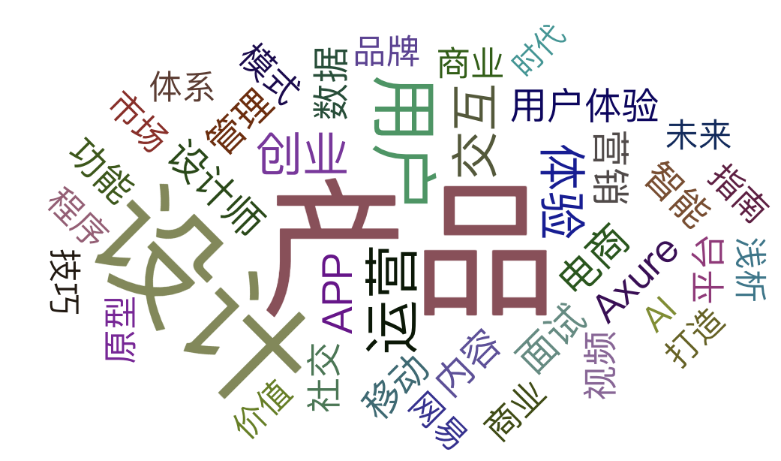 时代
品牌
商业
模式
数据
体系
用户
交互
用户体验
市场
管理
未来
创业
体验
营销
功能
设计师
智能
指南
程序
设计
产品
技巧
APP
运营
电商
Axure
平台
浅析
原型
AI
打造
社交
移动
内容
面试
视频
价值
网易
商业